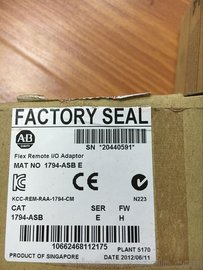 FACTORY SEAL
AB
SN *20440591*
Flex Remote I/O Adaptor
MAT NO 1794-ASB E
KCC-REM-RAA-1794-CM
N223
CAT SER FW
1794-ASB E H
10662468112175
PLANT 5170
PRODUCT OF SINGAPORE DATE 2012/06/11